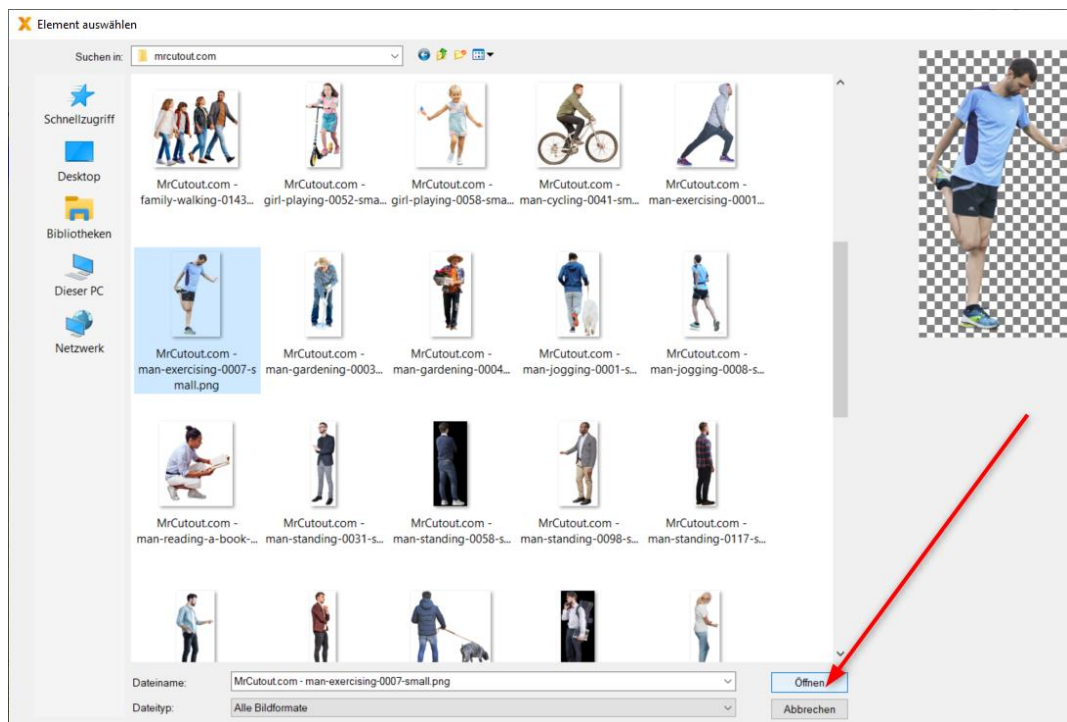 Element auswählen
Suchen in:
mrcutout.com
Schnellzugriff
Desktop
Bibliotheken
Dieser PC
Netzwerk
MrCutout.com -
family-walking-0143...
MrCutout.com -
girl-playing-0052-sma...
MrCutout.com -
girl-playing-0058-sma...
MrCutout.com -
man-cycling-0041-sm...
MrCutout.com -
man-exercising-0001...
MrCutout.com -
man-exercising-0007-s
mall.png
MrCutout.com -
man-gardening-0003...
MrCutout.com -
man-gardening-0004...
MrCutout.com -
man-jogging-0001-s...
MrCutout.com -
man-jogging-0008-s...
MrCutout.com -
man-reading-a-book-...
MrCutout.com -
man-standing-0031-s...
MrCutout.com -
man-standing-0058-s...
MrCutout.com -
man-standing-0098-s...
MrCutout.com -
man-standing-0117-s...
Dateiname:
MrCutout.com - man-exercising-0007-small.png
Öffnen
Dateityp:
Alle Bildformate
Abbrechen